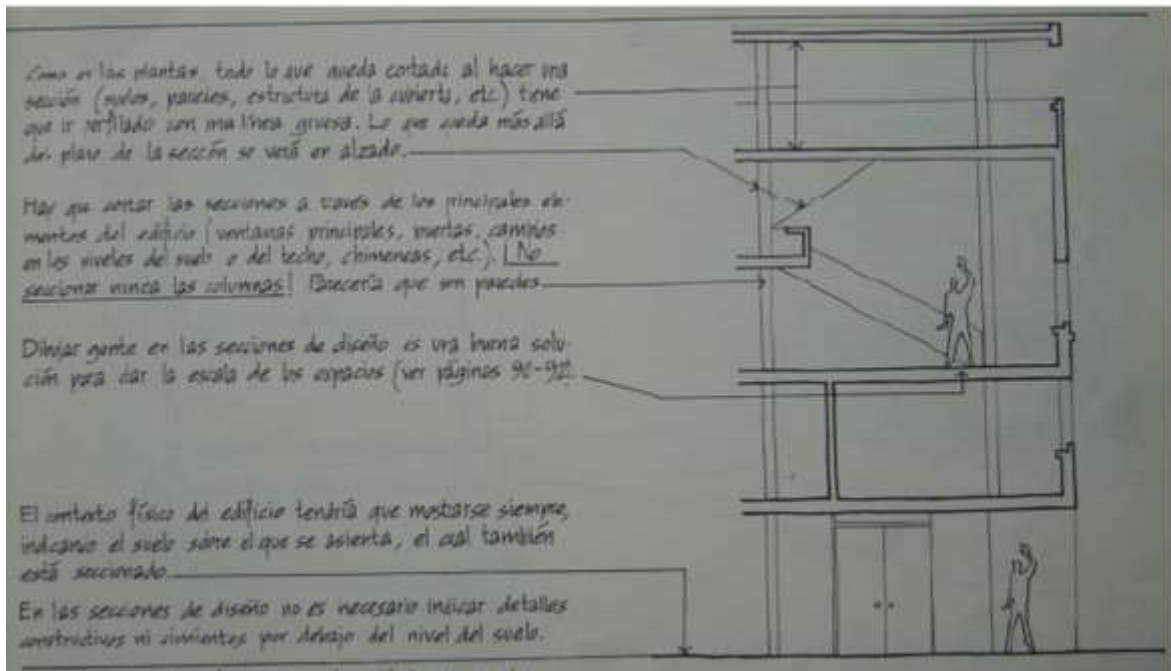 Como en las plantas, todo lo que queda cortado al hacer una
sección (suelos, paredes, estructura de la cubierta, etc.) tiene
que ir perfilado con una línea gruesa. Lo que queda más allá
del plano de la sección se verá en alzado.
Hay que cortar las secciones a través de los principales ele-
mentos del edificio (ventanas principales, puertas, cambios
en los niveles del suelo o del techo, chimeneas, etc.). ¡No
seccionar nunca las columnas! Parecería que son paredes.
Dibujar gente en las secciones de diseño es una buena solu-
ción para dar la escala de los espacios (ver páginas 90-92).
El contexto físico del edificio tendría que mostrarse siempre,
indicando el suelo sobre el que se asienta, el cual también
está seccionado
En las secciones de diseño no es necesario indicar detalles
constructivos ni cimientos por debajo del nivel del suelo.